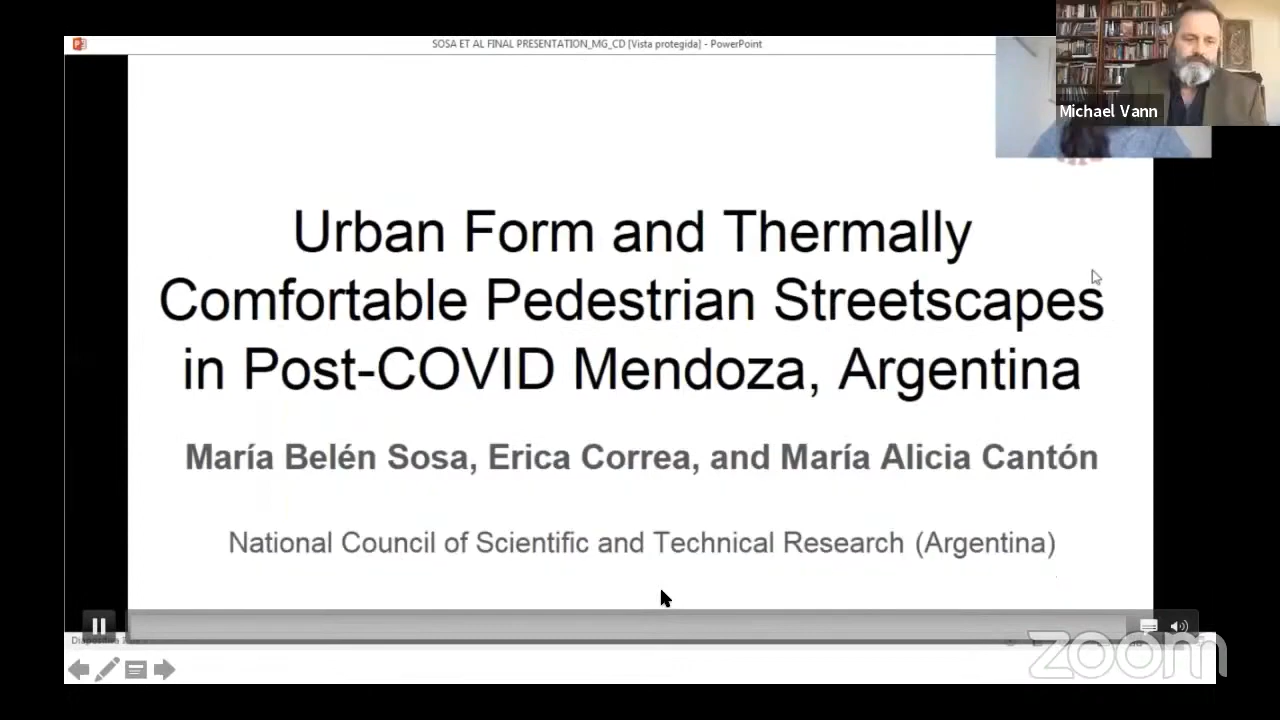 SOSA ET AL FINAL PRESENTATION_MG_CD [Vista protegida] - PowerPoint
Michael Vann
Urban Form and Thermally
Comfortable Pedestrian Streetscapes
in Post-COVID Mendoza, Argentina
María Belén Sosa, Erica Correa, and María Alicia Cantón
National Council of Scientific and Technical Research (Argentina)
zoom